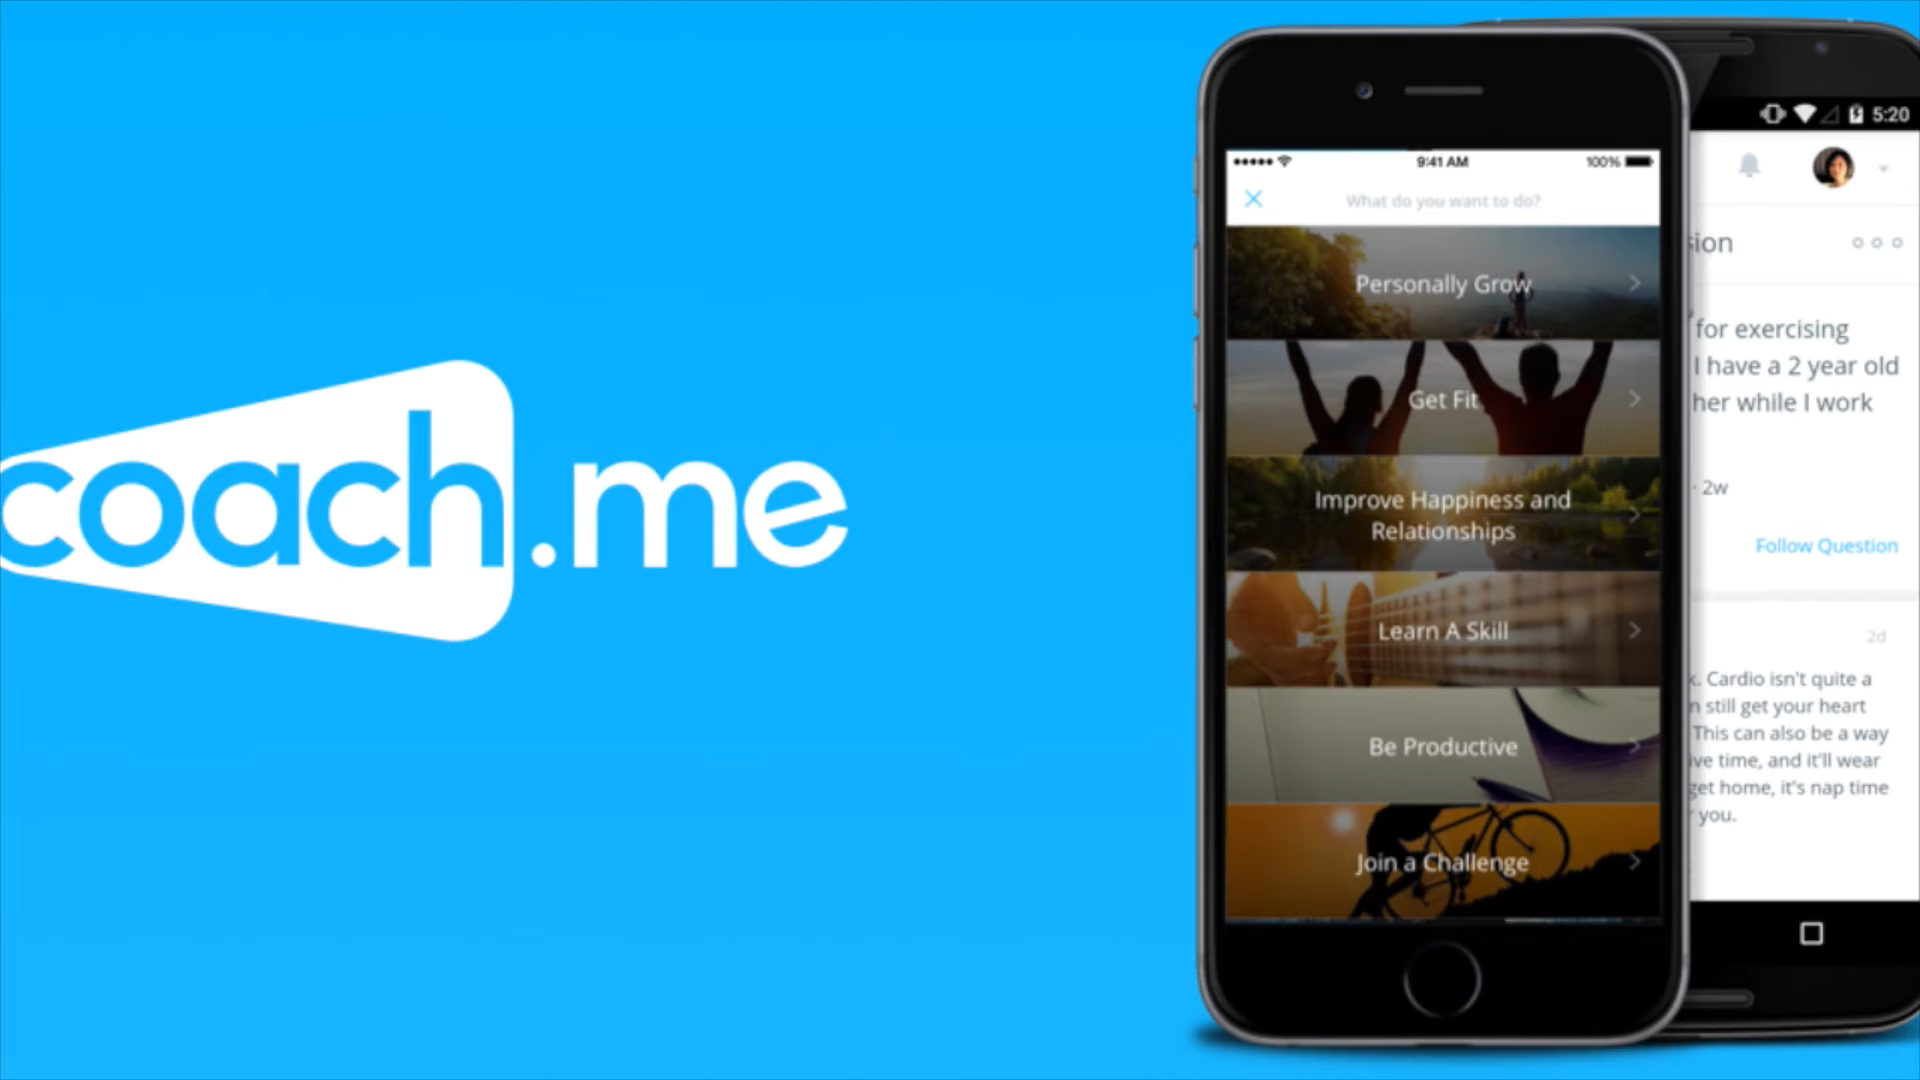 coach.me
9:41 AM
100%
What do you want to do?
Personally Grow
Get Fit
Improve Happiness and
Relationships
Learn A Skill
Be Productive
Join a Challenge
5:20
sion
for exercising
I have a 2 year old
her while I work
· 2w
Follow Question
2d
k. Cardio isn't quite a
n still get your heart
This can also be a way
ive time, and it'll wear
get home, it's nap time
you.